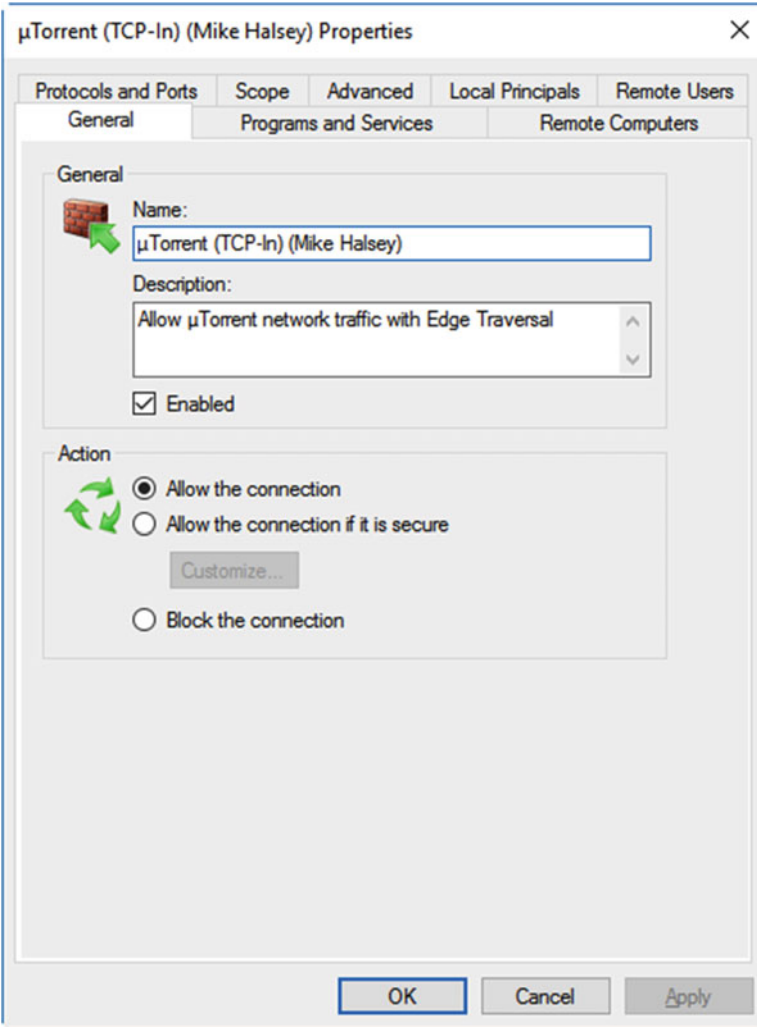 µTorrent (TCP-In) (Mike Halsey) Properties
Protocols and Ports Scope Advanced Local Principals Remote Users
General Programs and Services Remote Computers
General
Name:
µTorrent (TCP-In) (Mike Halsey)
Description:
Allow µTorrent network traffic with Edge Traversal
Enabled
Action
Allow the connection
Allow the connection if it is secure
Customize...
Block the connection
OK Cancel Apply